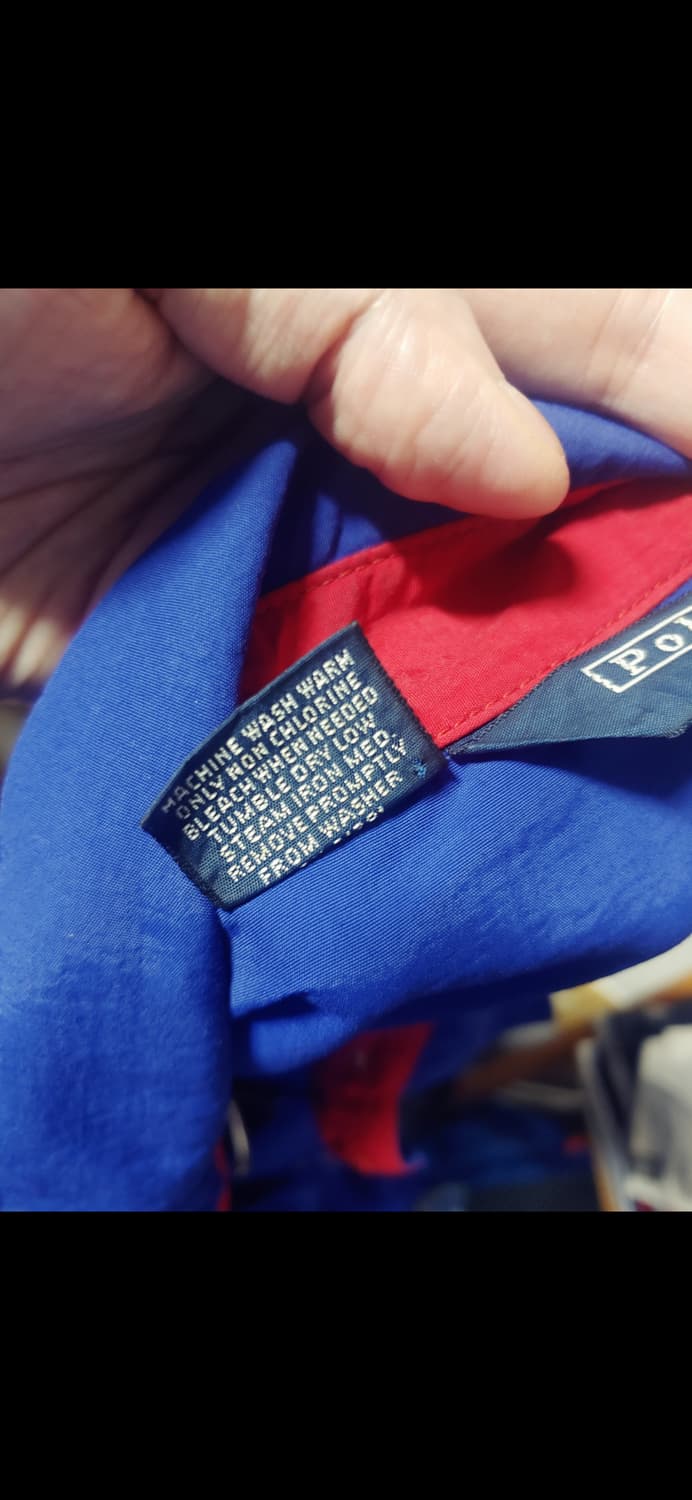 MACHINE WASH WARM
ONLY NON CHLORINE
BLEACH WHEN NEEDED
TUMBLE DRY LOW
STEAM IRON MED.
REMOVE PROMPTLY
FROM WASHER